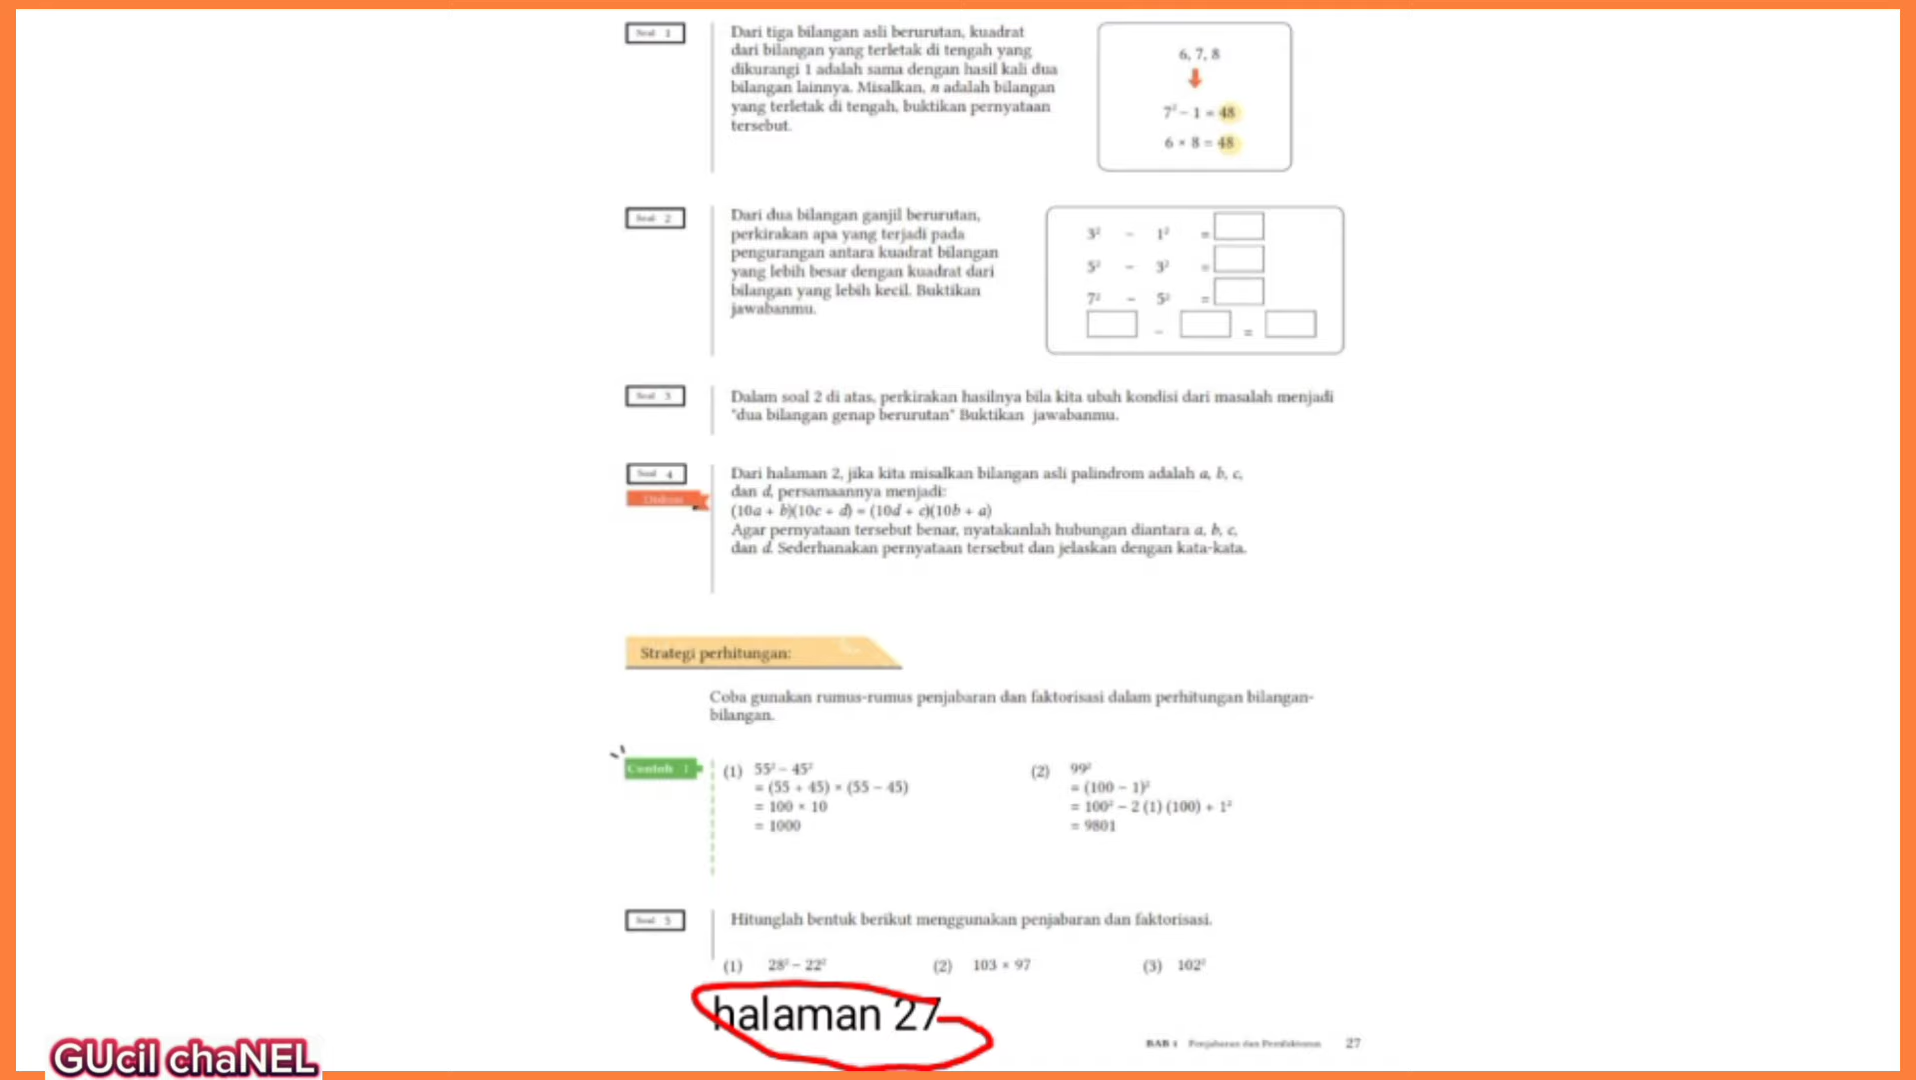 Soal 1
Dari tiga bilangan asli berurutan, kuadrat
dari bilangan yang terletak di tengah yang
dikurangi 1 adalah sama dengan hasil kali dua
bilangan lainnya. Misalkan, n adalah bilangan
yang terletak di tengah, buktikan pernyataan
tersebut.
6, 7, 8
7² − 1 = 48
6 × 8 = 48
Soal 2
Dari dua bilangan ganjil berurutan,
perkirakan apa yang terjadi pada
pengurangan antara kuadrat bilangan
yang lebih besar dengan kuadrat dari
bilangan yang lebih kecil. Buktikan
jawabanmu.
3² − 1² =
5² − 3² =
7² − 5² =
− =
Soal 3
Dalam soal 2 di atas, perkirakan hasilnya bila kita ubah kondisi dari masalah menjadi
"dua bilangan genap berurutan" Buktikan jawabanmu.
Soal 4
Diskusi
Dari halaman 2, jika kita misalkan bilangan asli palindrom adalah a, b, c,
dan d, persamaannya menjadi:
(10a + b)(10c + d) = (10d + c)(10b + a)
Agar pernyataan tersebut benar, nyatakanlah hubungan diantara a, b, c,
dan d. Sederhanakan pernyataan tersebut dan jelaskan dengan kata-kata.
Strategi perhitungan:
Coba gunakan rumus-rumus penjabaran dan faktorisasi dalam perhitungan bilangan-
bilangan.
Contoh 1
(1) 55² − 45²
= (55 + 45) × (55 − 45)
= 100 × 10
= 1000
(2) 99²
= (100 − 1)²
= 100² − 2 (1) (100) + 1²
= 9801
Soal 5
Hitunglah bentuk berikut menggunakan penjabaran dan faktorisasi.
(1) 28² − 22² (2) 103 × 97 (3) 102²
halaman 27
BAB 1 Penjabaran dan Pemfaktoran 27
GUcil chaNEL